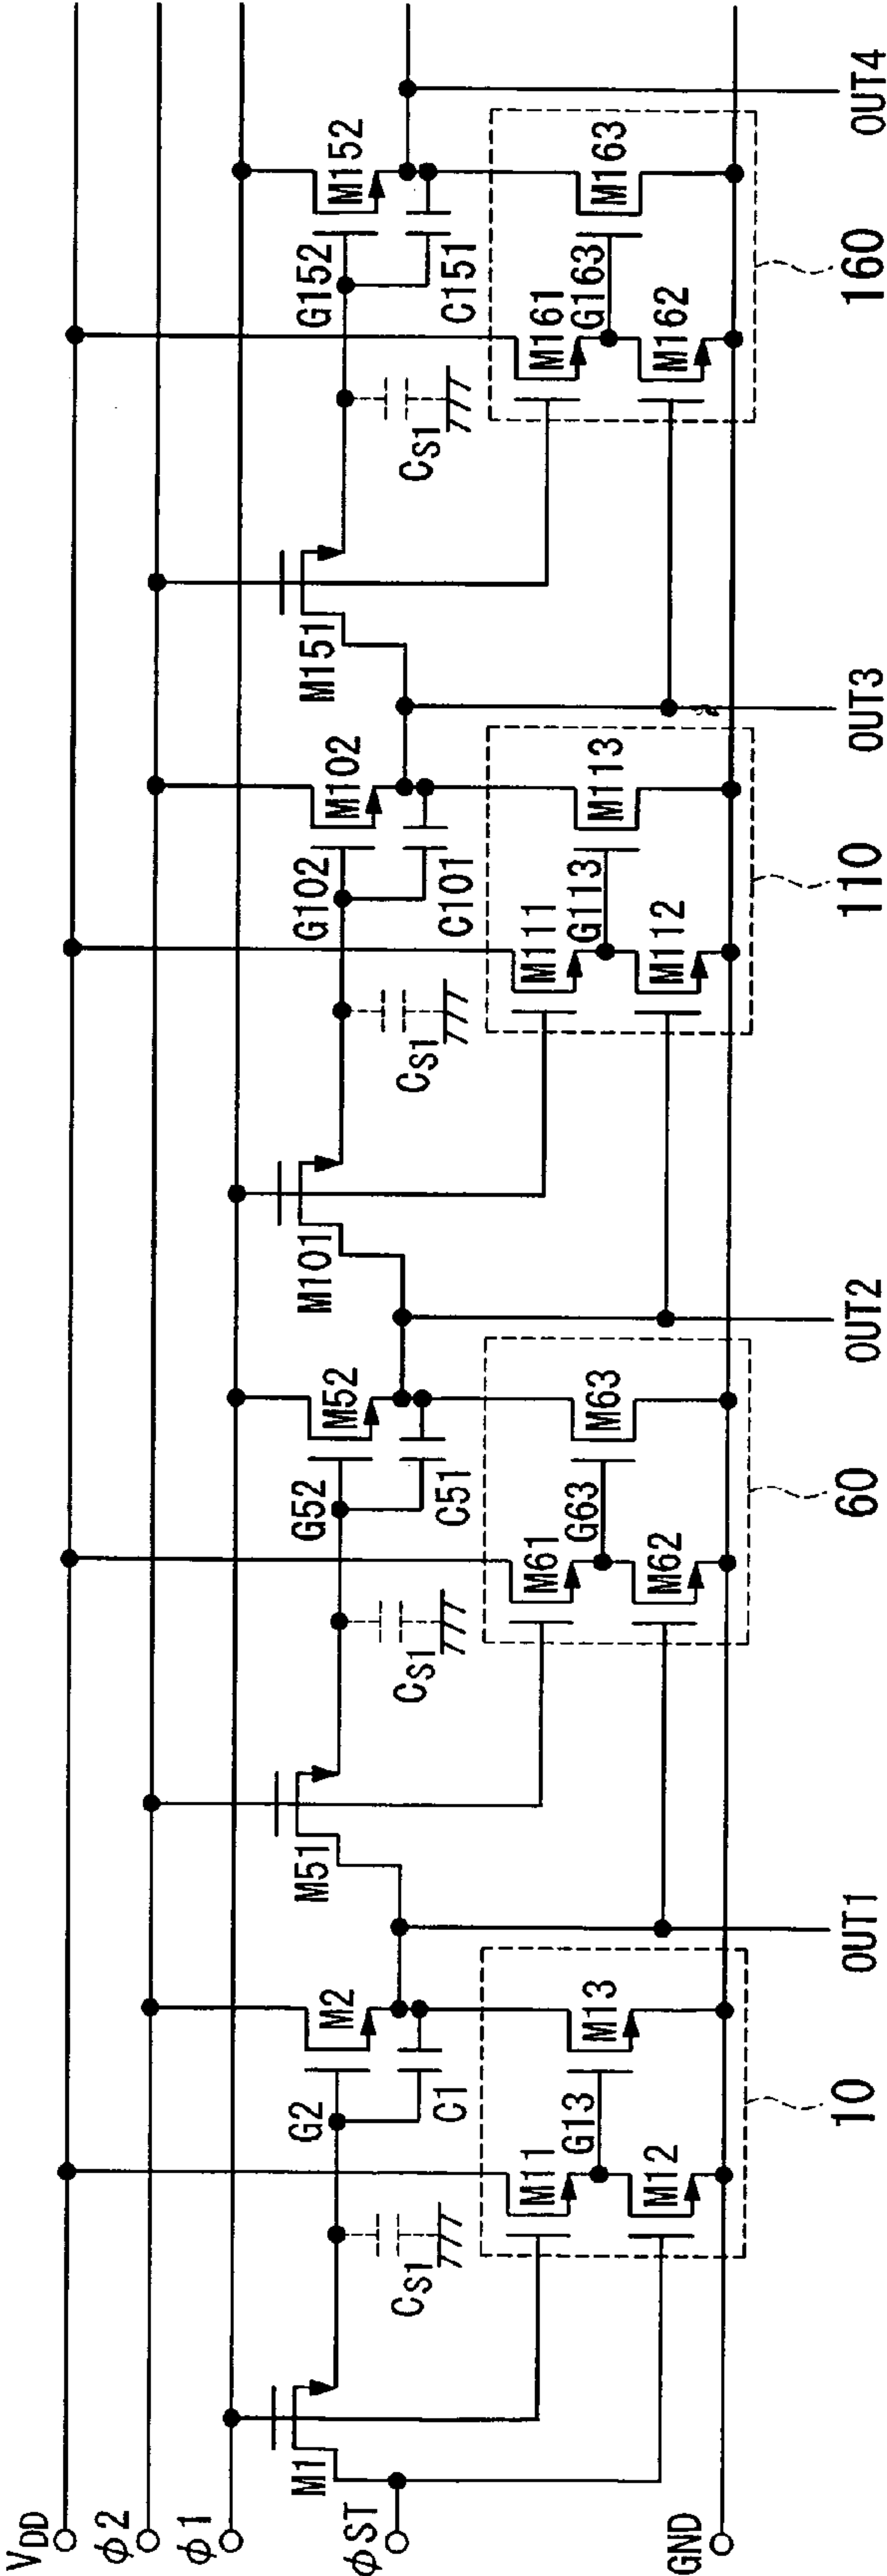 VDD
φ2
φ1
φST
GND
M1
CS1
G2
M2
C1
M11
G13
M12
M13
10
OUT1
M51
CS1
G52
M52
C51
M61
G63
M62
M63
60
OUT2
M101
CS1
G102
M102
C101
M111
G113
M112
M113
110
OUT3
M151
CS1
G152
M152
C151
M161
G163
M162
M163
160
OUT4